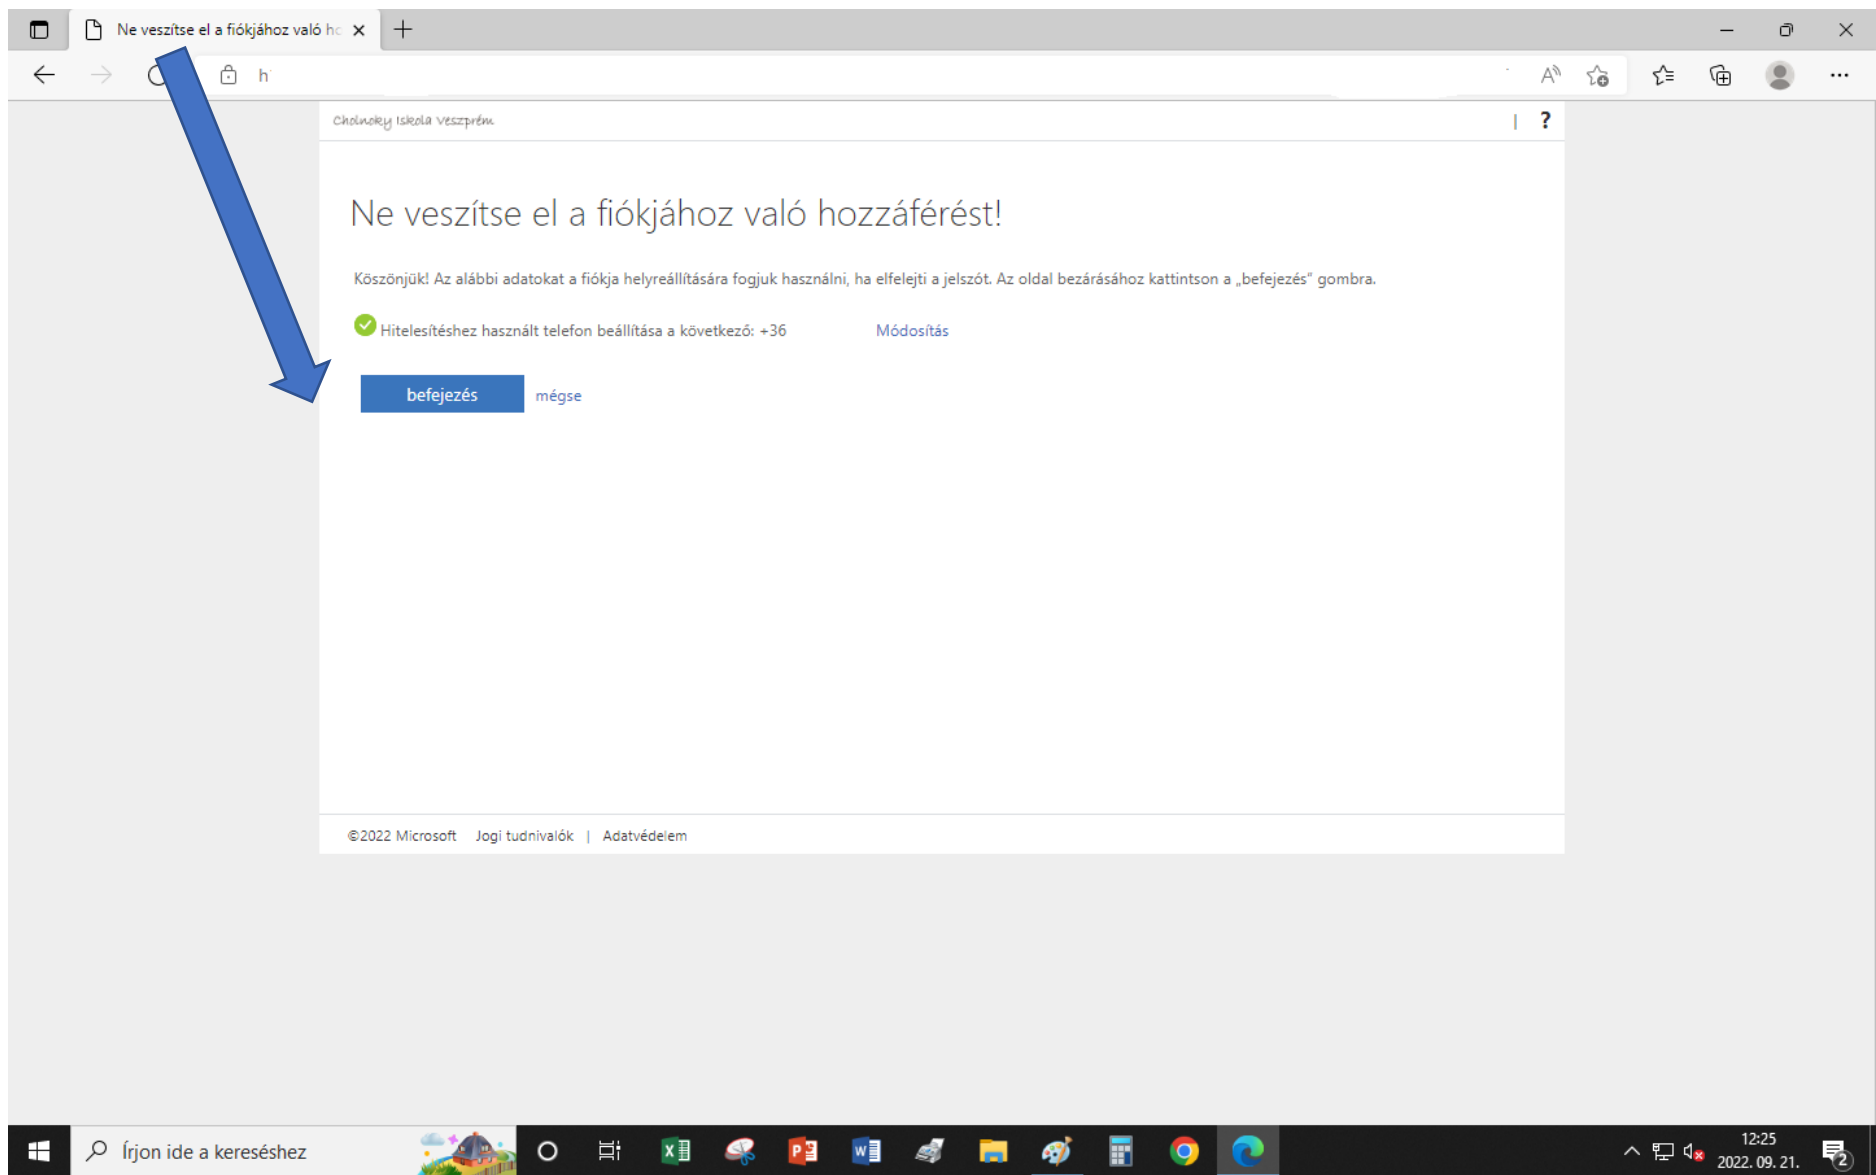 Ne veszítse el a fiókjához való hc
h
Cholnoky Iskola Veszprém
| ?
Ne veszítse el a fiókjához való hozzáférést!
Köszönjük! Az alábbi adatokat a fiókja helyreállítására fogjuk használni, ha elfelejti a jelszót. Az oldal bezárásához kattintson a „befejezés” gombra.
Hitelesítéshez használt telefon beállítása a következő: +36 Módosítás
befejezés mégse
©2022 Microsoft Jogi tudnivalók | Adatvédelem
Írjon ide a kereséshez
12:25
2022. 09. 21.
2